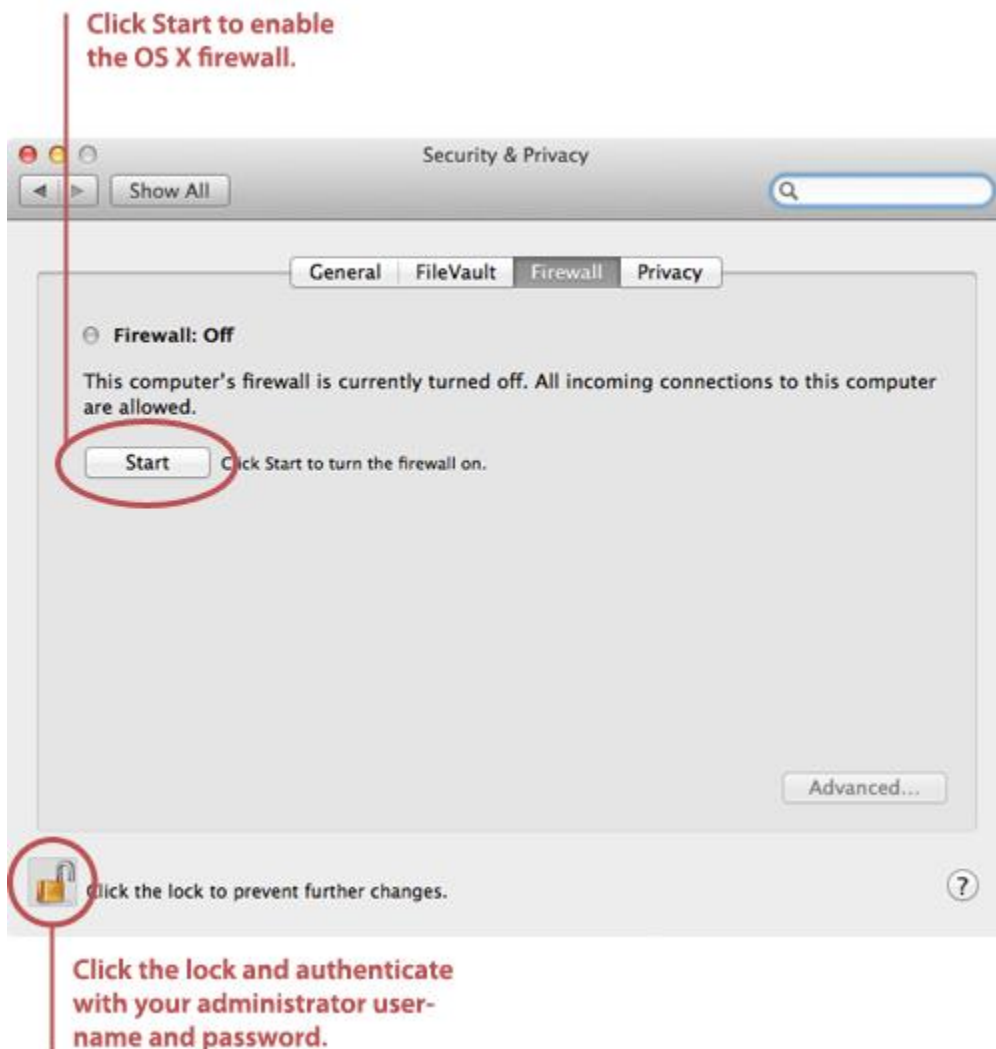 Click Start to enable
the OS X firewall.
Security & Privacy
Show All
General FileVault Firewall Privacy
Firewall: Off
This computer's firewall is currently turned off. All incoming connections to this computer
are allowed.
Start Click Start to turn the firewall on.
Advanced...
Click the lock to prevent further changes.
?
Click the lock and authenticate
with your administrator user-
name and password.